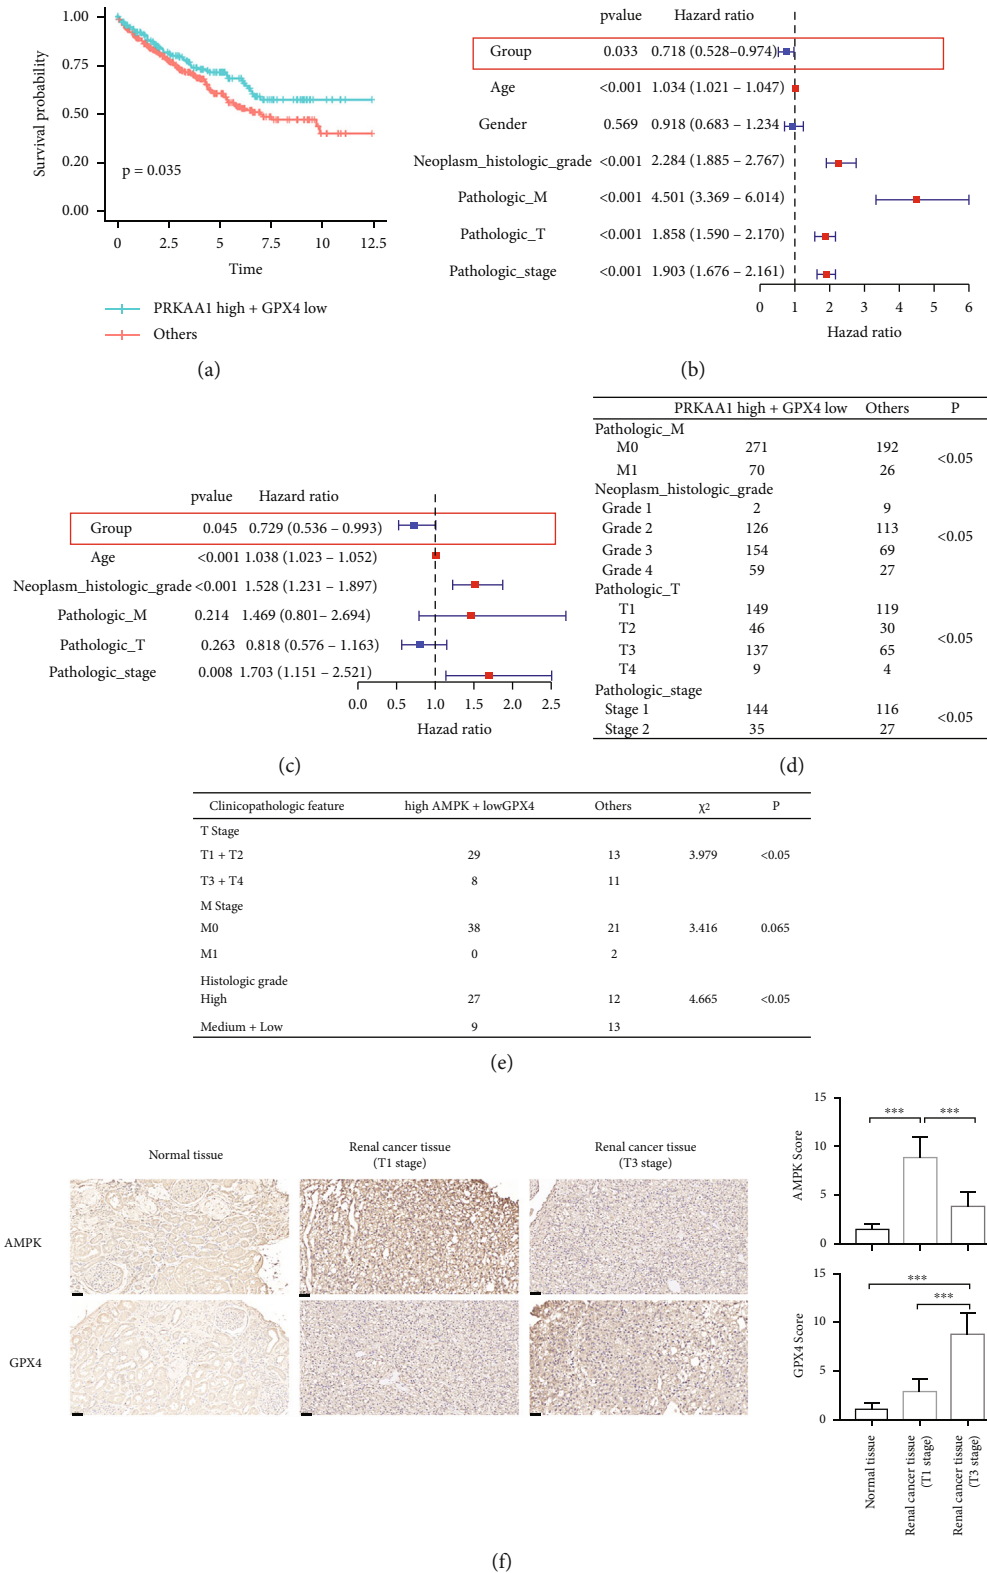 1.00
0.75
0.50
0.20
0.00
Survival probability
p = 0.035
0 2.5 5 7.5 10 12.5
Time
PRKAA1 high + GPX4 low
Others
(a)
pvalue Hazard ratio
Group 0.033 0.718 (0.528–0.974)
Age <0.001 1.034 (1.021 – 1.047)
Gender 0.569 0.918 (0.683 – 1.234
Neoplasm_histologic_grade <0.001 2.284 (1.885 – 2.767)
Pathologic_M <0.001 4.501 (3.369 – 6.014)
Pathologic_T <0.001 1.858 (1.590 – 2.170)
Pathologic_stage <0.001 1.903 (1.676 – 2.161)
0 1 2 3 4 5 6
Hazad ratio
(b)
pvalue Hazard ratio
Group 0.045 0.729 (0.536 – 0.993)
Age <0.001 1.038 (1.023 – 1.052)
Neoplasm_histologic_grade <0.001 1.528 (1.231 – 1.897)
Pathologic_M 0.214 1.469 (0.801– 2.694)
Pathologic_T 0.263 0.818 (0.576 – 1.163)
Pathologic_stage 0.008 1.703 (1.151 – 2.521)
0.0 0.5 1.0 1.5 2.0 2.5
Hazad ratio
(c)
PRKAA1 high + GPX4 low Others P
Pathologic_M
M0 271 192
<0.05
M1 70 26
Neoplasm_histologic_grade
Grade 1 2 9
Grade 2 126 113
<0.05
Grade 3 154 69
Grade 4 59 27
Pathologic_T
T1 149 119
T2 46 30
<0.05
T3 137 65
T4 9 4
Pathologic_stage
Stage 1 144 116
<0.05
Stage 2 35 27
(d)
Clinicopathologic feature high AMPK + lowGPX4 Others χ2 P
T Stage
T1 + T2 29 13 3.979 <0.05
T3 + T4 8 11
M Stage
M0 38 21 3.416 0.065
M1 0 2
Histologic grade
High 27 12 4.665 <0.05
Medium + Low 9 13
(e)
Normal tissue
Renal cancer tissue
(T1 stage)
Renal cancer tissue
(T3 stage)
AMPK
GPX4
15
10
5
0
AMPK Score
*** ***
15
10
5
0
GPX4 Score
***
***
Normal tissue
Renal cancer tissue
(T1 stage)
Renal cancer tissue
(T3 stage)
(f)